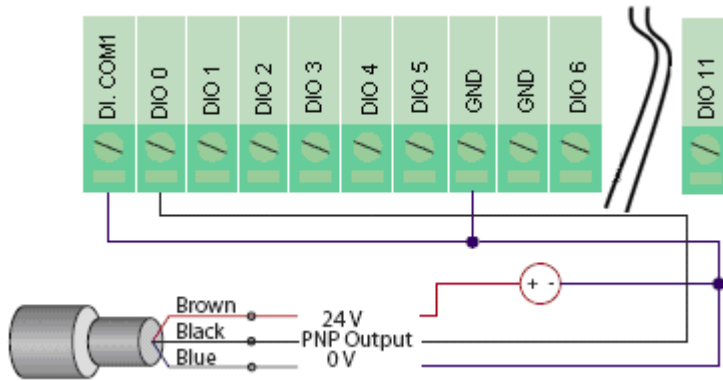 DI. COM1
DIO 0
DIO 1
DIO 2
DIO 3
DIO 4
DIO 5
GND
GND
DIO 6
DIO 11
+ -
Brown
24 V
Black
PNP Output
Blue
0 V